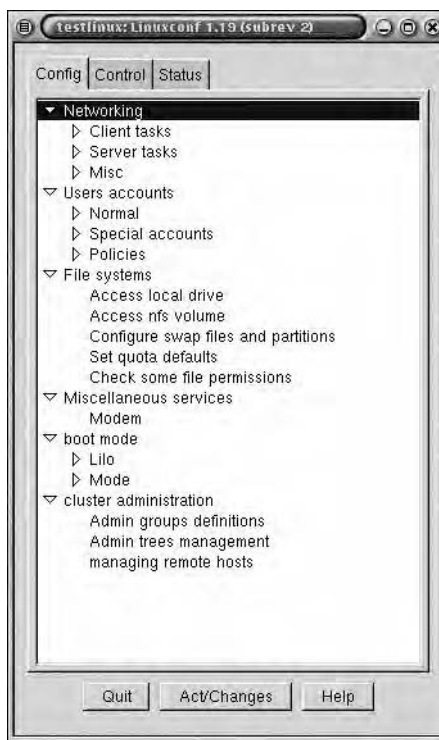 testlinux: Linuxconf 1.19 (subrev 2)
Config Control Status
Networking
Client tasks
Server tasks
Misc
Users accounts
Normal
Special accounts
Policies
File systems
Access local drive
Access nfs volume
Configure swap files and partitions
Set quota defaults
Check some file permissions
Miscellaneous services
Modem
boot mode
Lilo
Mode
cluster administration
Admin groups definitions
Admin trees management
managing remote hosts
Quit Act/Changes Help